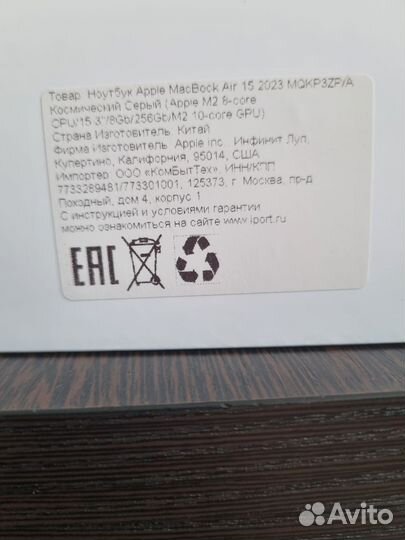 Товар: Ноутбук Apple MacBook Air 15 2023 MQKP3ZP/A
Космический Серый (Apple M2 8-core
CPU/15.3"/8Gb/256Gb/M2 10-core GPU)
Страна Изготовитель: Китай
Фирма Изготовитель: Apple inc., Инфинит Луп,
Купертино, Калифорния, 95014, США
Импортер: ООО «КомБытТех», ИНН/КПП
7733269481/773301001, 125373, г. Москва, пр-д
Походный, дом 4, корпус 1
С инструкцией и условиями гарантии
можно ознакомиться на сайте www.iport.ru
EAC
Avito